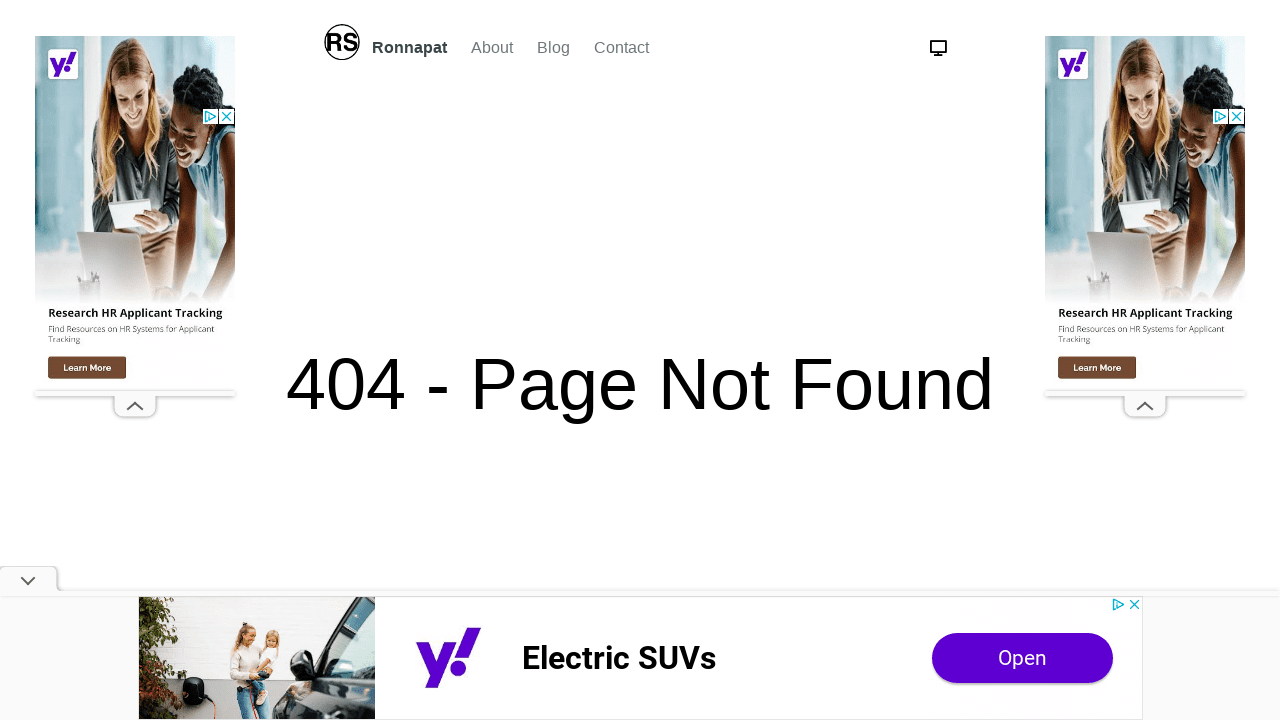 RS Ronnapat About Blog Contact
y!
Research HR Applicant Tracking
Find Resources on HR Systems for Applicant
Tracking
Learn More
404 - Page Not Found
y!
Research HR Applicant Tracking
Find Resources on HR Systems for Applicant
Tracking
Learn More
y! Electric SUVs Open